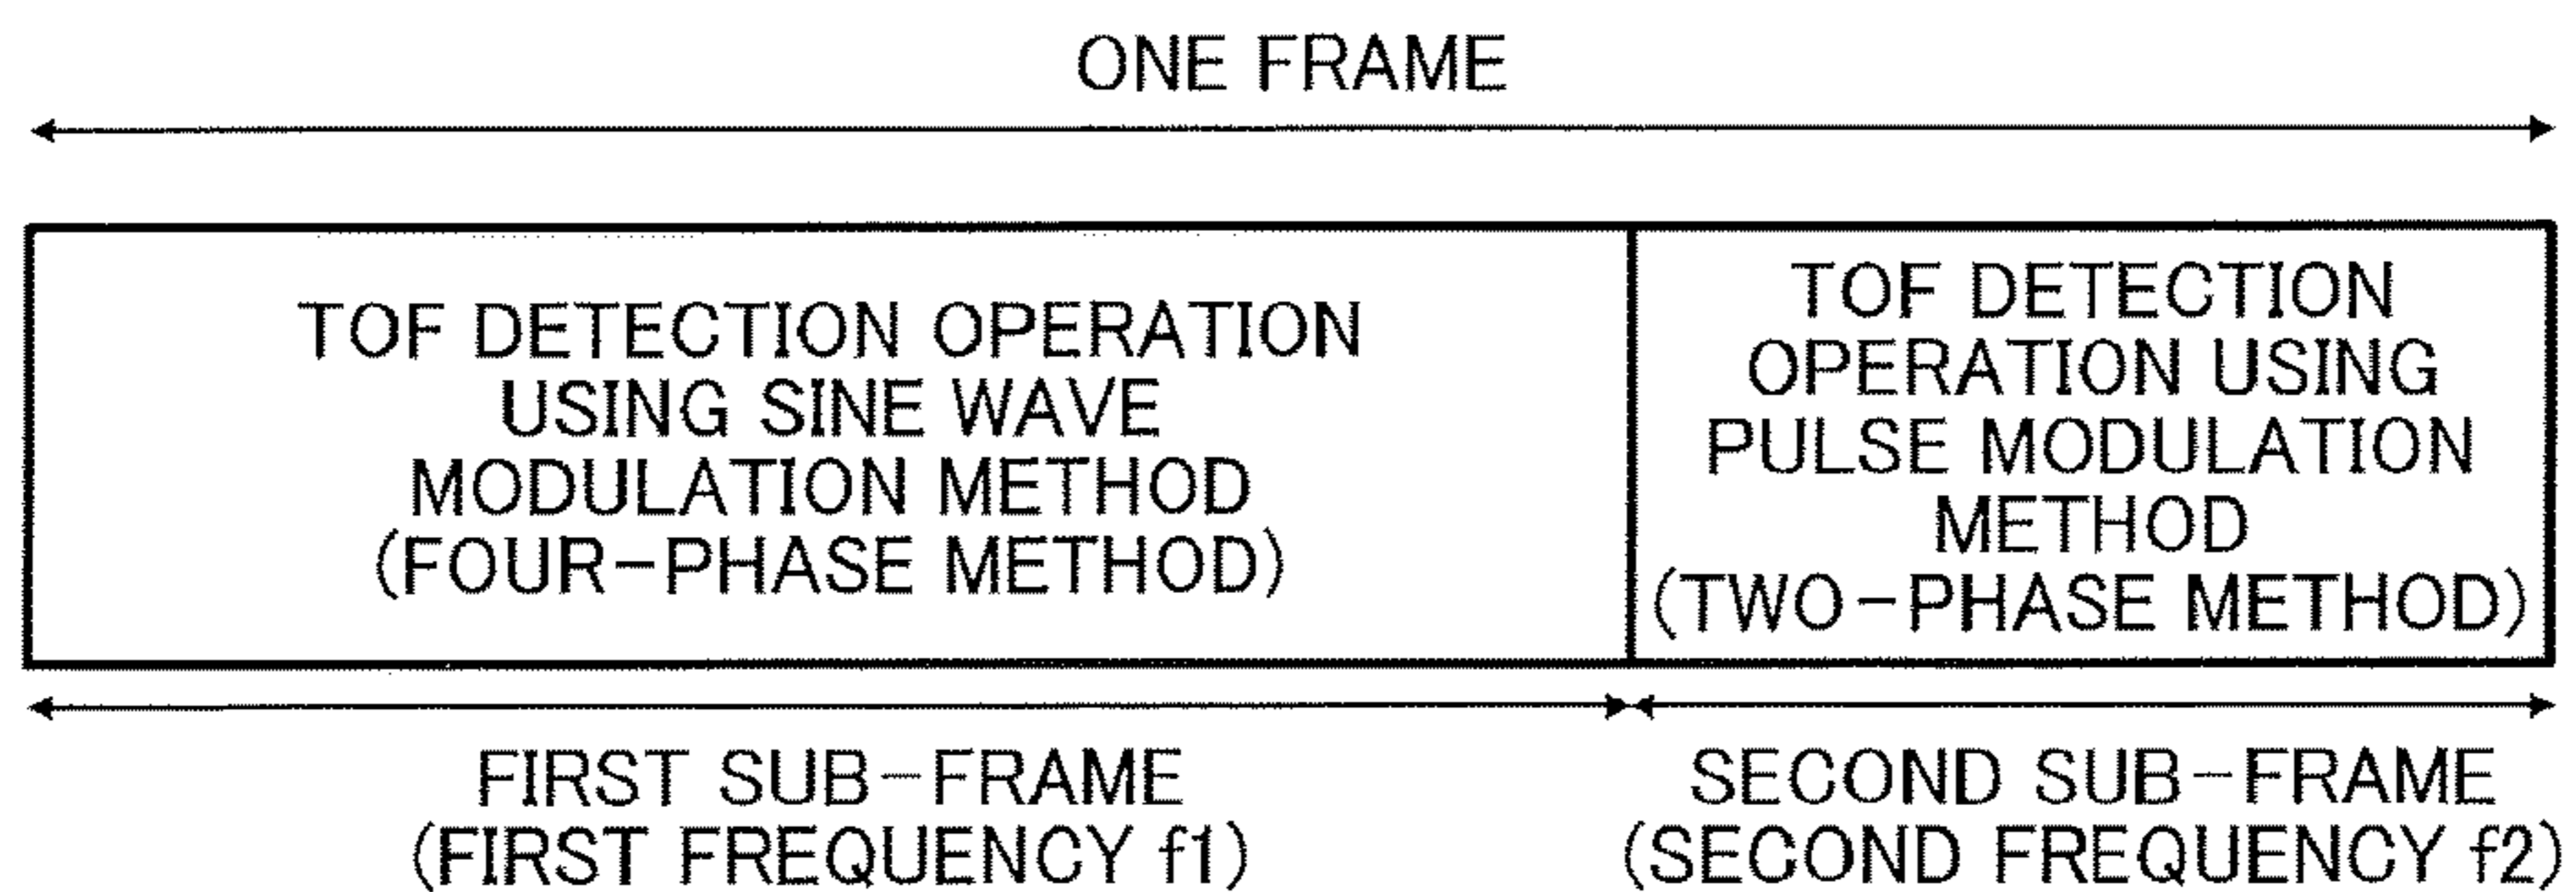 ONE FRAME
TOF DETECTION OPERATION
USING SINE WAVE
MODULATION METHOD
(FOUR-PHASE METHOD)
TOF DETECTION
OPERATION USING
PULSE MODULATION
METHOD
(TWO-PHASE METHOD)
FIRST SUB-FRAME
(FIRST FREQUENCY f1)
SECOND SUB-FRAME
(SECOND FREQUENCY f2)